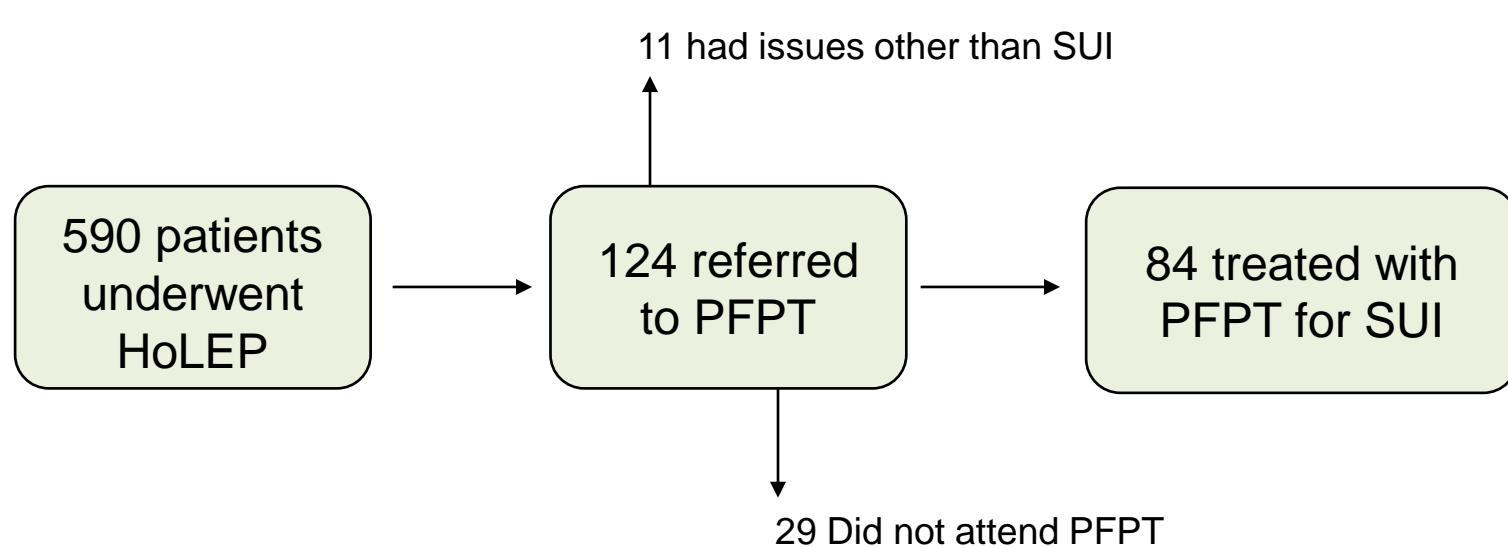 11 had issues other than SUI
590 patients
underwent
HoLEP
124 referred
to PFPT
84 treated with
PFPT for SUI
29 Did not attend PFPT